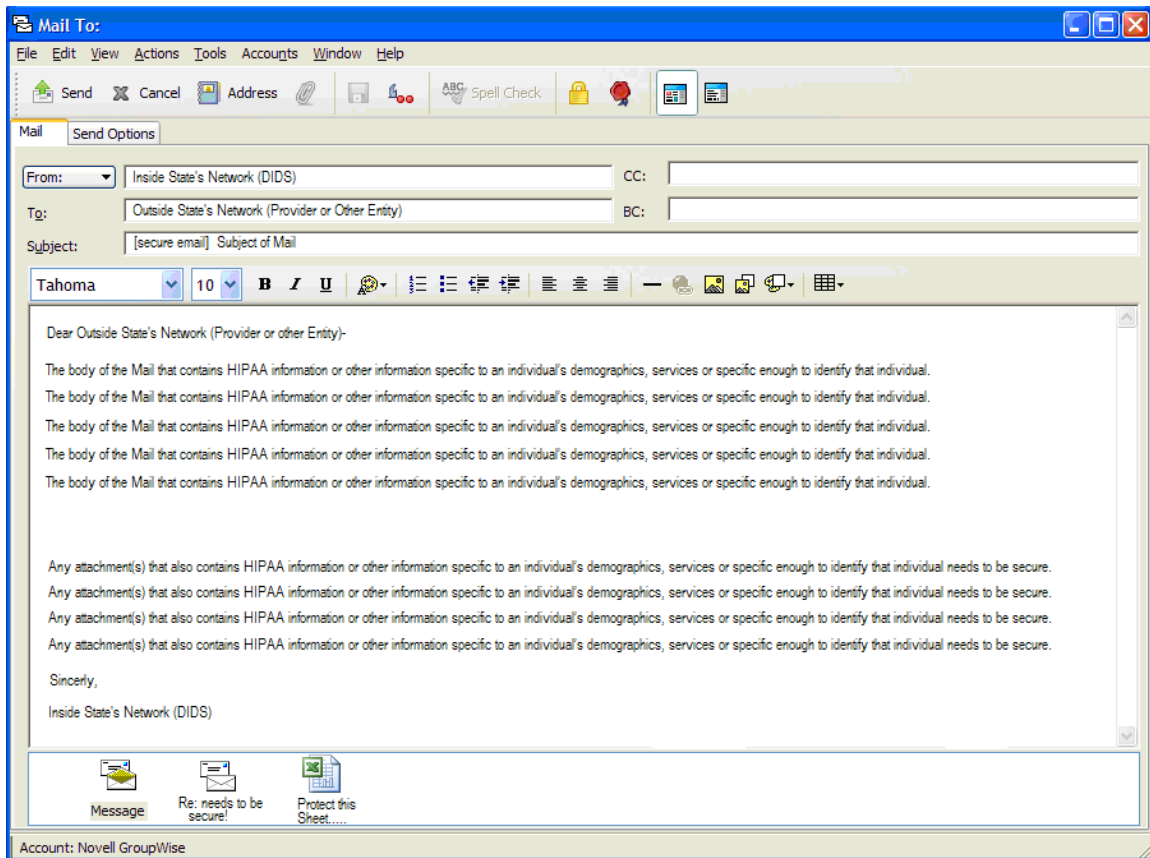 Mail To:
File Edit View Actions Tools Accounts Window Help
Send Cancel Address ABC Spell Check
Mail Send Options
From: Inside State's Network (DIDS) CC:
To: Outside State's Network (Provider or Other Entity) BC:
Subject: [secure email] Subject of Mail
Tahoma 10 B I U
Dear Outside State's Network (Provider or other Entity)-
The body of the Mail that contains HIPAA information or other information specific to an individual's demographics, services or specific enough to identify that individual.
The body of the Mail that contains HIPAA information or other information specific to an individual's demographics, services or specific enough to identify that individual.
The body of the Mail that contains HIPAA information or other information specific to an individual's demographics, services or specific enough to identify that individual.
The body of the Mail that contains HIPAA information or other information specific to an individual's demographics, services or specific enough to identify that individual.
The body of the Mail that contains HIPAA information or other information specific to an individual's demographics, services or specific enough to identify that individual.
Any attachment(s) that also contains HIPAA information or other information specific to an individual's demographics, services or specific enough to identify that individual needs to be secure.
Any attachment(s) that also contains HIPAA information or other information specific to an individual's demographics, services or specific enough to identify that individual needs to be secure.
Any attachment(s) that also contains HIPAA information or other information specific to an individual's demographics, services or specific enough to identify that individual needs to be secure.
Any attachment(s) that also contains HIPAA information or other information specific to an individual's demographics, services or specific enough to identify that individual needs to be secure.
Sincerly,
Inside State's Network (DIDS)
Message
Re: needs to be
secure!
Protect this
Sheet.....
Account: Novell GroupWise